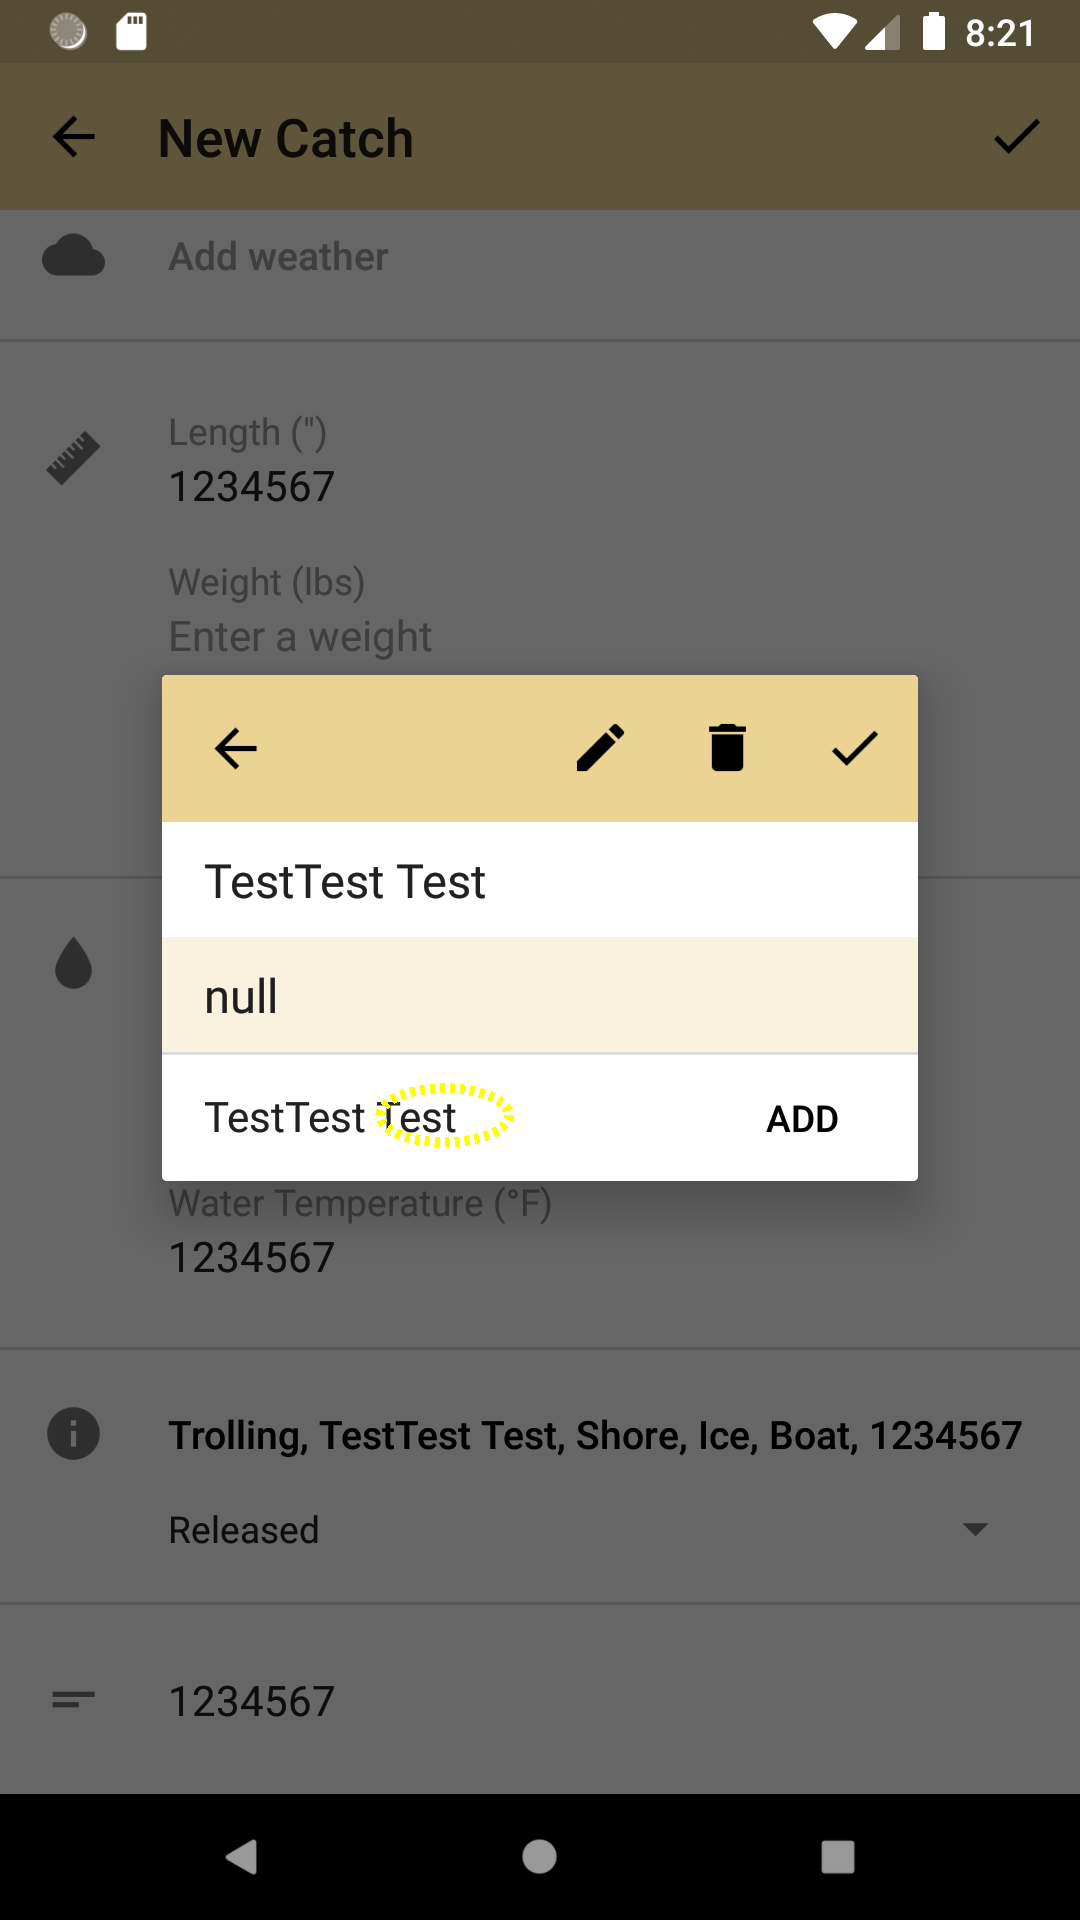 8:21
New Catch
Add weather
Length (")
1234567
Weight (lbs)
Enter a weight
TestTest Test
null
TestTest Test ADD
Water Temperature (°F)
1234567
Trolling, TestTest Test, Shore, Ice, Boat, 1234567
Released
1234567